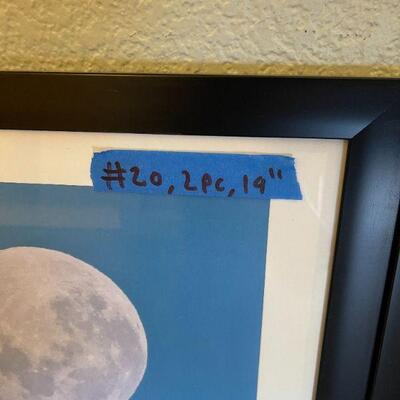 #20, 2pc, 19"